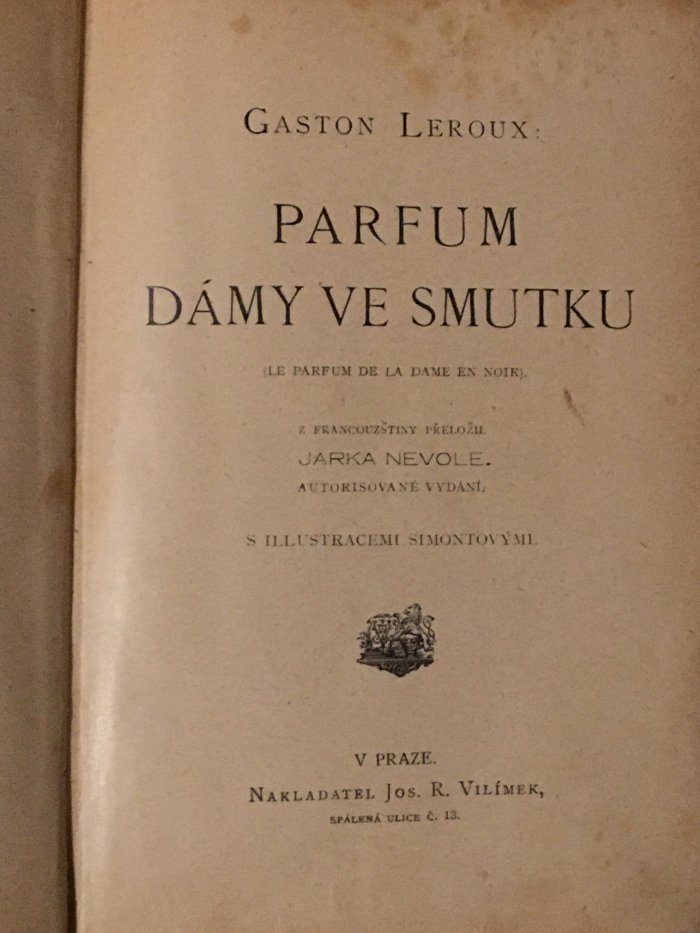 GASTON LEROUX:
PARFUM
DÁMY VE SMUTKU
(LE PARFUM DE LA DAME EN NOIR).
Z FRANCOUZŠTINY PŘELOŽIL
JARKA NEVOLE.
AUTORISOVANÉ VYDÁNÍ,
S ILLUSTRACEMI SIMONTOVÝMI.
V PRAZE.
NAKLADATEL JOS. R. VILÍMEK,
SPÁLENÁ ULICE Č. 13.